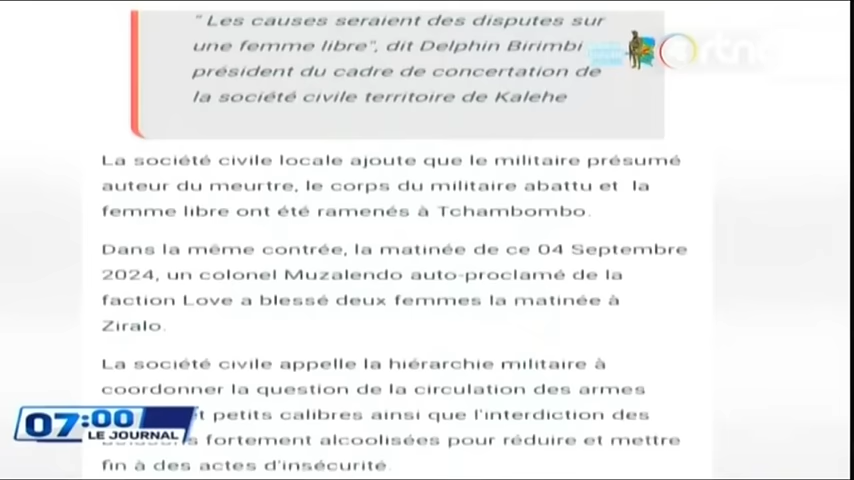 "Les causes seraient des disputes sur
une femme libre", dit Delphin Birimbi
président du cadre de concertation de
la société civile territoire de Kalehe
rtnc
La société civile locale ajoute que le militaire présumé
auteur du meurtre, le corps du militaire abattu et la
femme libre ont été ramenés à Tchambombo.
Dans la même contrée, la matinée de ce 04 Septembre
2024, un colonel Muzalendo auto-proclamé de la
faction Love a blessé deux femmes la matinée à
Ziralo.
La société civile appelle la hiérarchie militaire à
coordonner la question de la circulation des armes
petits calibres ainsi que l'interdiction des
fortement alcoolisées pour réduire et mettre
fin à des actes d'insécurité
07:00
LE JOURNAL